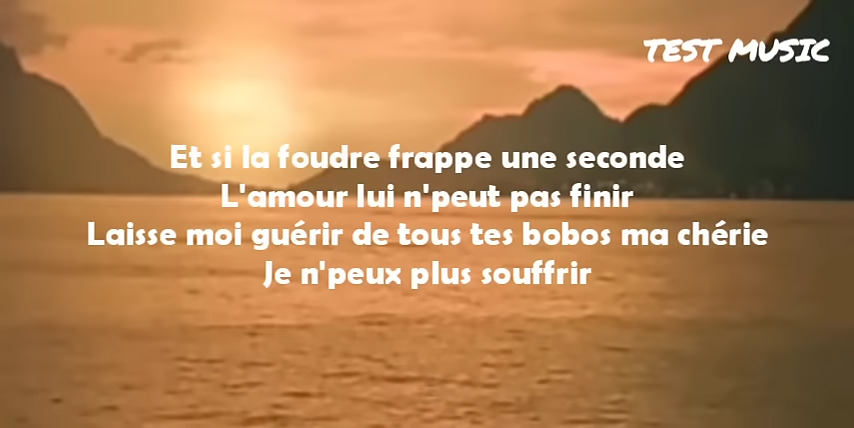 TEST MUSIC
Et si la foudre frappe une seconde
L'amour lui n'peut pas finir
Laisse moi guérir de tous tes bobos ma chérie
Je n'peux plus souffrir